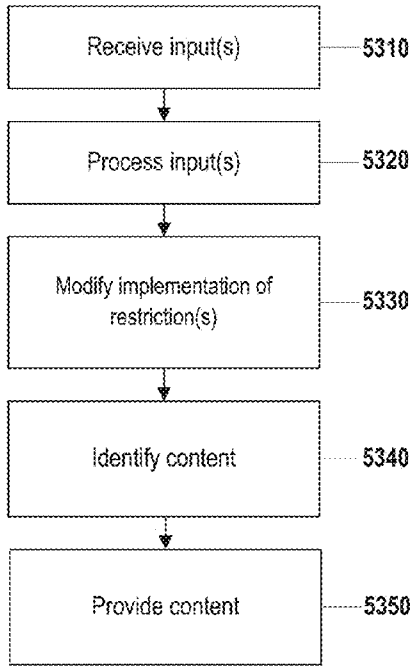 Receive input(s) 5310
Process input(s) 5320
Modify implementation of
restriction(s) 5330
Identify content 5340
Provide content 5350